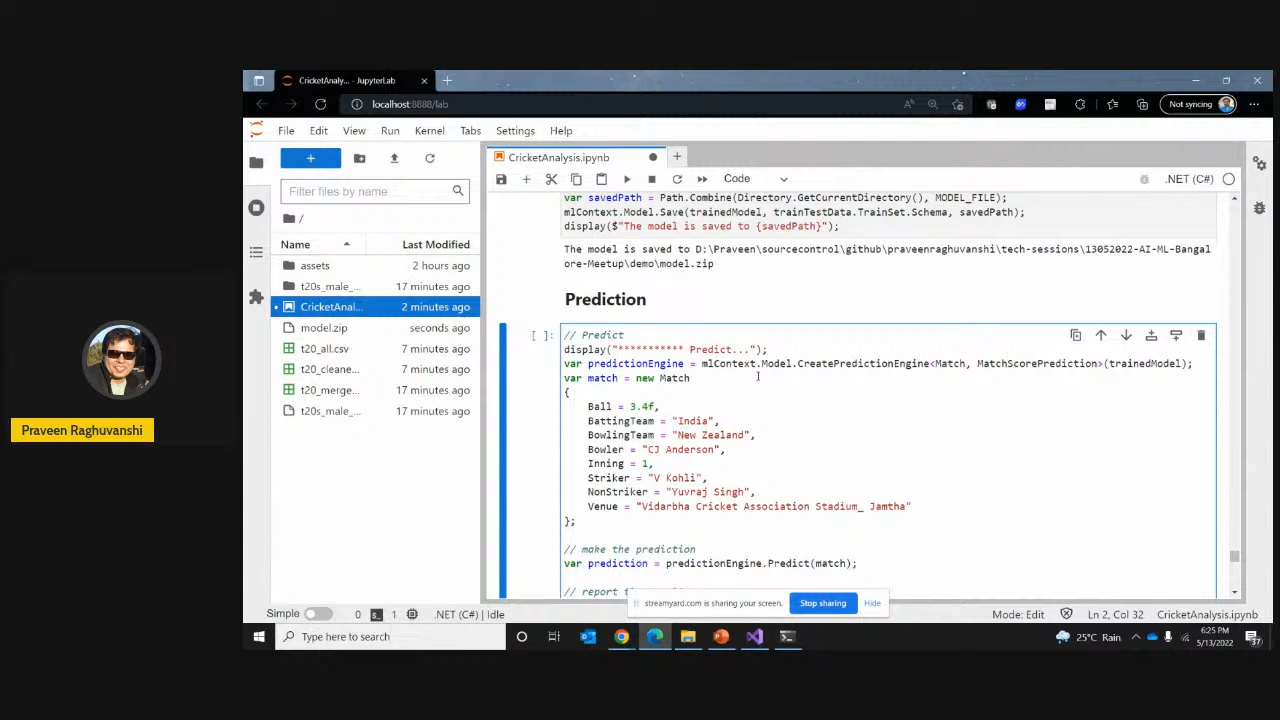 CricketAnaly... - JupyterLab
localhost:8888/lab
Not syncing
File Edit View Run Kernel Tabs Settings Help
CricketAnalysis.ipynb
Code
.NET (C#)
Filter files by name
/
Name Last Modified
assets 2 hours ago
t20s_male_... 17 minutes ago
CricketAnal... 2 minutes ago
model.zip seconds ago
t20_all.csv 7 minutes ago
t20_cleane... 7 minutes ago
t20_merge... 17 minutes ago
t20s_male_... 17 minutes ago
var savedPath = Path.Combine(Directory.GetCurrentDirectory(), MODEL_FILE);
mlContext.Model.Save(trainedModel, trainTestData.TrainSet.Schema, savedPath);
display($"The model is saved to {savedPath}");
The model is saved to D:\Praveen\sourcecontrol\github\praveenraghuvanshi\tech-sessions\13052022-AI-ML-Bangal
ore-Meetup\demo\model.zip
Prediction
[ ]:
// Predict
display("*********** Predict...");
var predictionEngine = mlContext.Model.CreatePredictionEngine<Match, MatchScorePrediction>(trainedModel);
var match = new Match
{
Ball = 3.4f,
BattingTeam = "India",
BowlingTeam = "New Zealand",
Bowler = "CJ Anderson",
Inning = 1,
Striker = "V Kohli",
NonStriker = "Yuvraj Singh",
Venue = "Vidarbha Cricket Association Stadium_ Jamtha"
};
// make the prediction
var prediction = predictionEngine.Predict(match);
// report
streamyard.com is sharing your screen. Stop sharing Hide
Simple 0 1 .NET (C#) | Idle
Mode: Edit Ln 2, Col 32 CricketAnalysis.ipynb
Type here to search
25°C Rain
6:25 PM
5/13/2022
37
Praveen Raghuvanshi